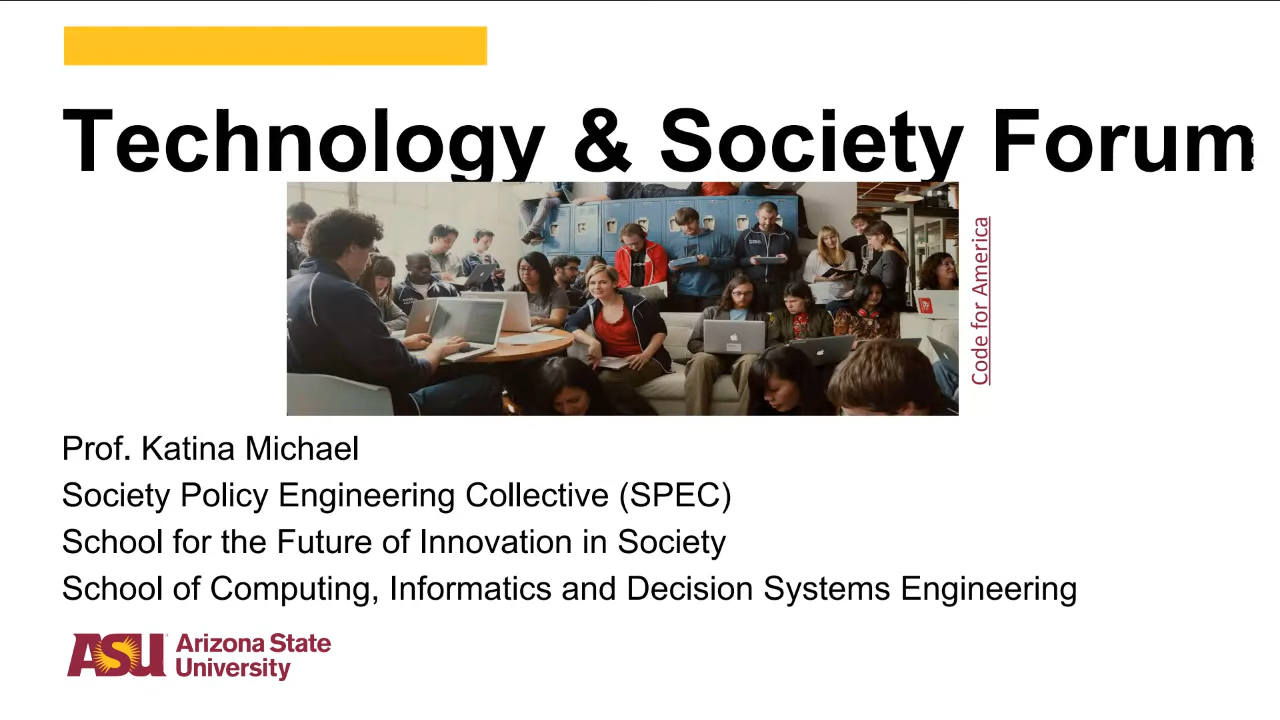 Technology & Society Forum
Code for America
Prof. Katina Michael
Society Policy Engineering Collective (SPEC)
School for the Future of Innovation in Society
School of Computing, Informatics and Decision Systems Engineering
ASU Arizona State
University